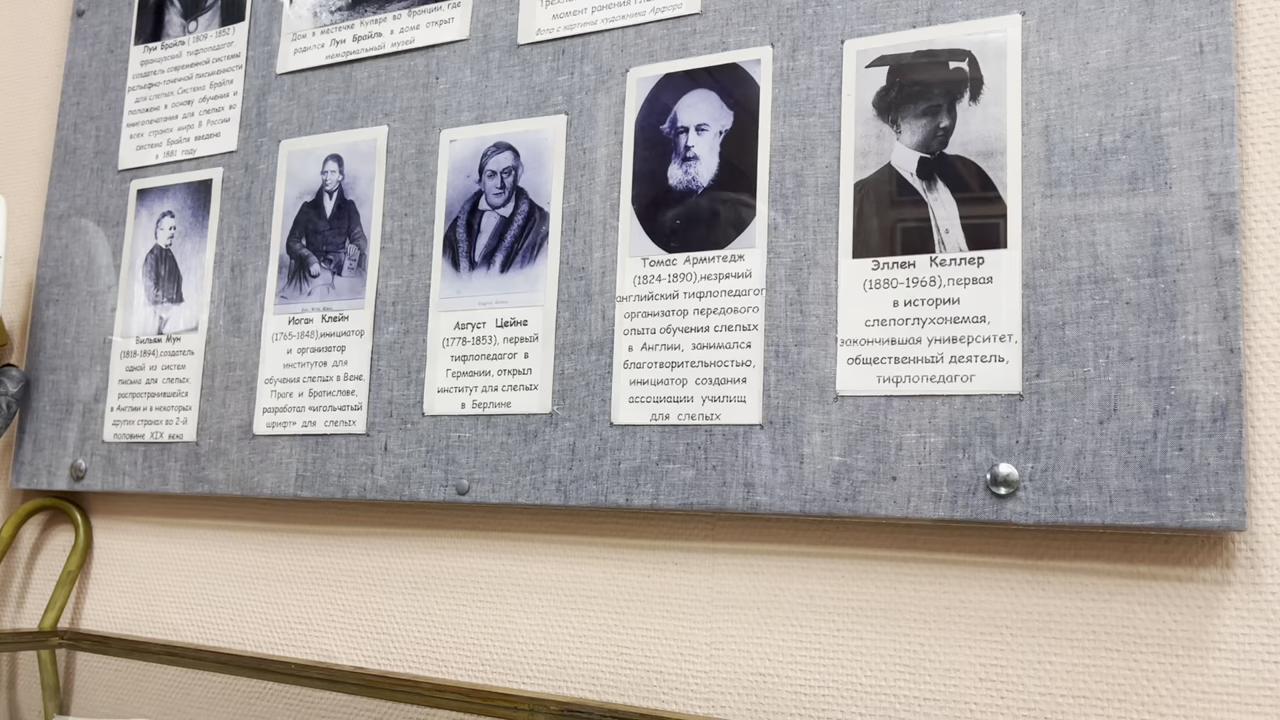 Луи Брайль (1809 - 1852)
французский тифлопедагог,
создатель современной системы
рельефно-точечной письменности
для слепых. Система Брайля
положена в основу обучения и
книгопечатания для слепых во
всех странах мира. В России
система Брайля введена
в 1881 году
Дом в местечке Купвре во Франции, где
родился Луи Брайль, в доме открыт
мемориальный музей
момент ранения
Фото с картины художника
Вильям Мун
(1818-1894),создатель
одной из систем
письма для слепых,
распространившейся
в Англии и в некоторых
других странах во 2-й
половине XIX века
Иоган Клейн
(1765-1848),инициатор
и организатор
институтов для
обучения слепых в Вене,
Праге и Братиславе,
разработал «игольчатый
шрифт» для слепых
Август Цейне
(1778-1853), первый
тифлопедагог в
Германии, открыл
институт для слепых
в Берлине
Томас Армитедж
(1824-1890),незрячий
английский тифлопедагог
организатор передового
опыта обучения слепых
в Англии, занимался
благотворительностью,
инициатор создания
ассоциации училищ
для слепых
Эллен Келлер
(1880-1968),первая
в истории
слепоглухонемая,
закончившая университет,
общественный деятель,
тифлопедагог